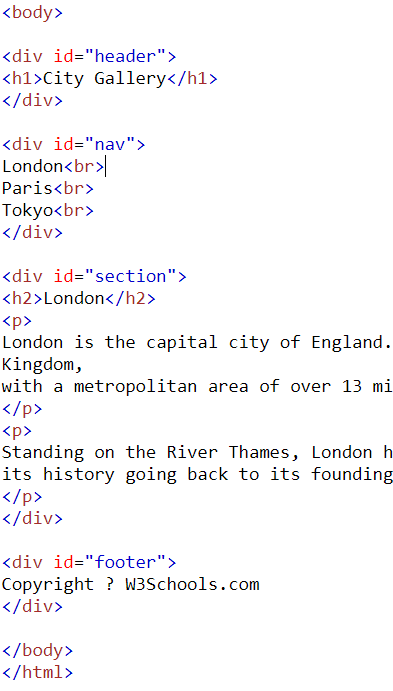 <body>
<div id="header">
<h1>City Gallery</h1>
</div>
<div id="nav">
London<br>
Paris<br>
Tokyo<br>
</div>
<div id="section">
<h2>London</h2>
<p>
London is the capital city of England.
Kingdom,
with a metropolitan area of over 13 mi
</p>
<p>
Standing on the River Thames, London h
its history going back to its founding
</p>
</div>
<div id="footer">
Copyright ? W3Schools.com
</div>
</body>
</html>